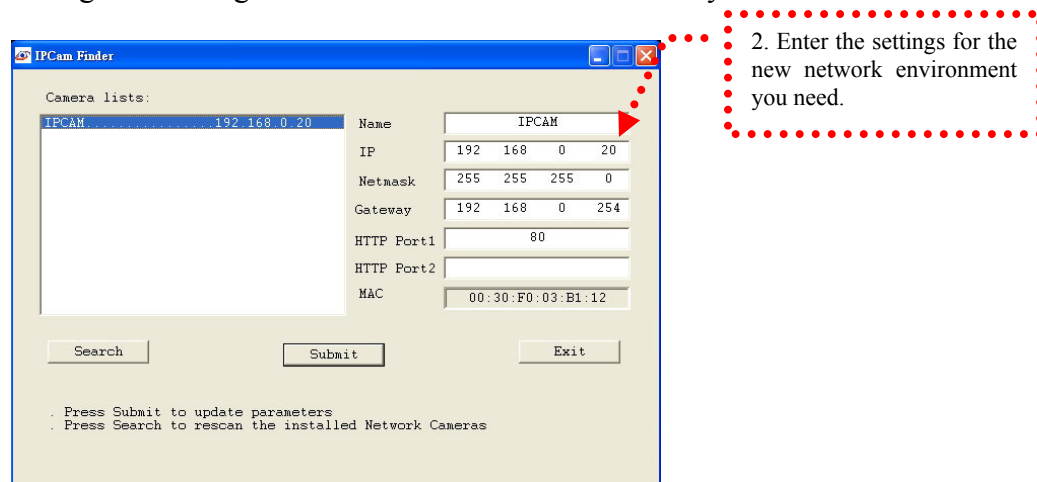 IPCam Finder
2. Enter the settings for the
new network environment
you need.
Camera lists:
IPCAM................192.168.0.20
Name IPCAM
IP 192 168 0 20
Netmask 255 255 255 0
Gateway 192 168 0 254
HTTP Port1 80
HTTP Port2
MAC 00:30:F0:03:B1:12
Search Submit Exit
. Press Submit to update parameters
. Press Search to rescan the installed Network Cameras